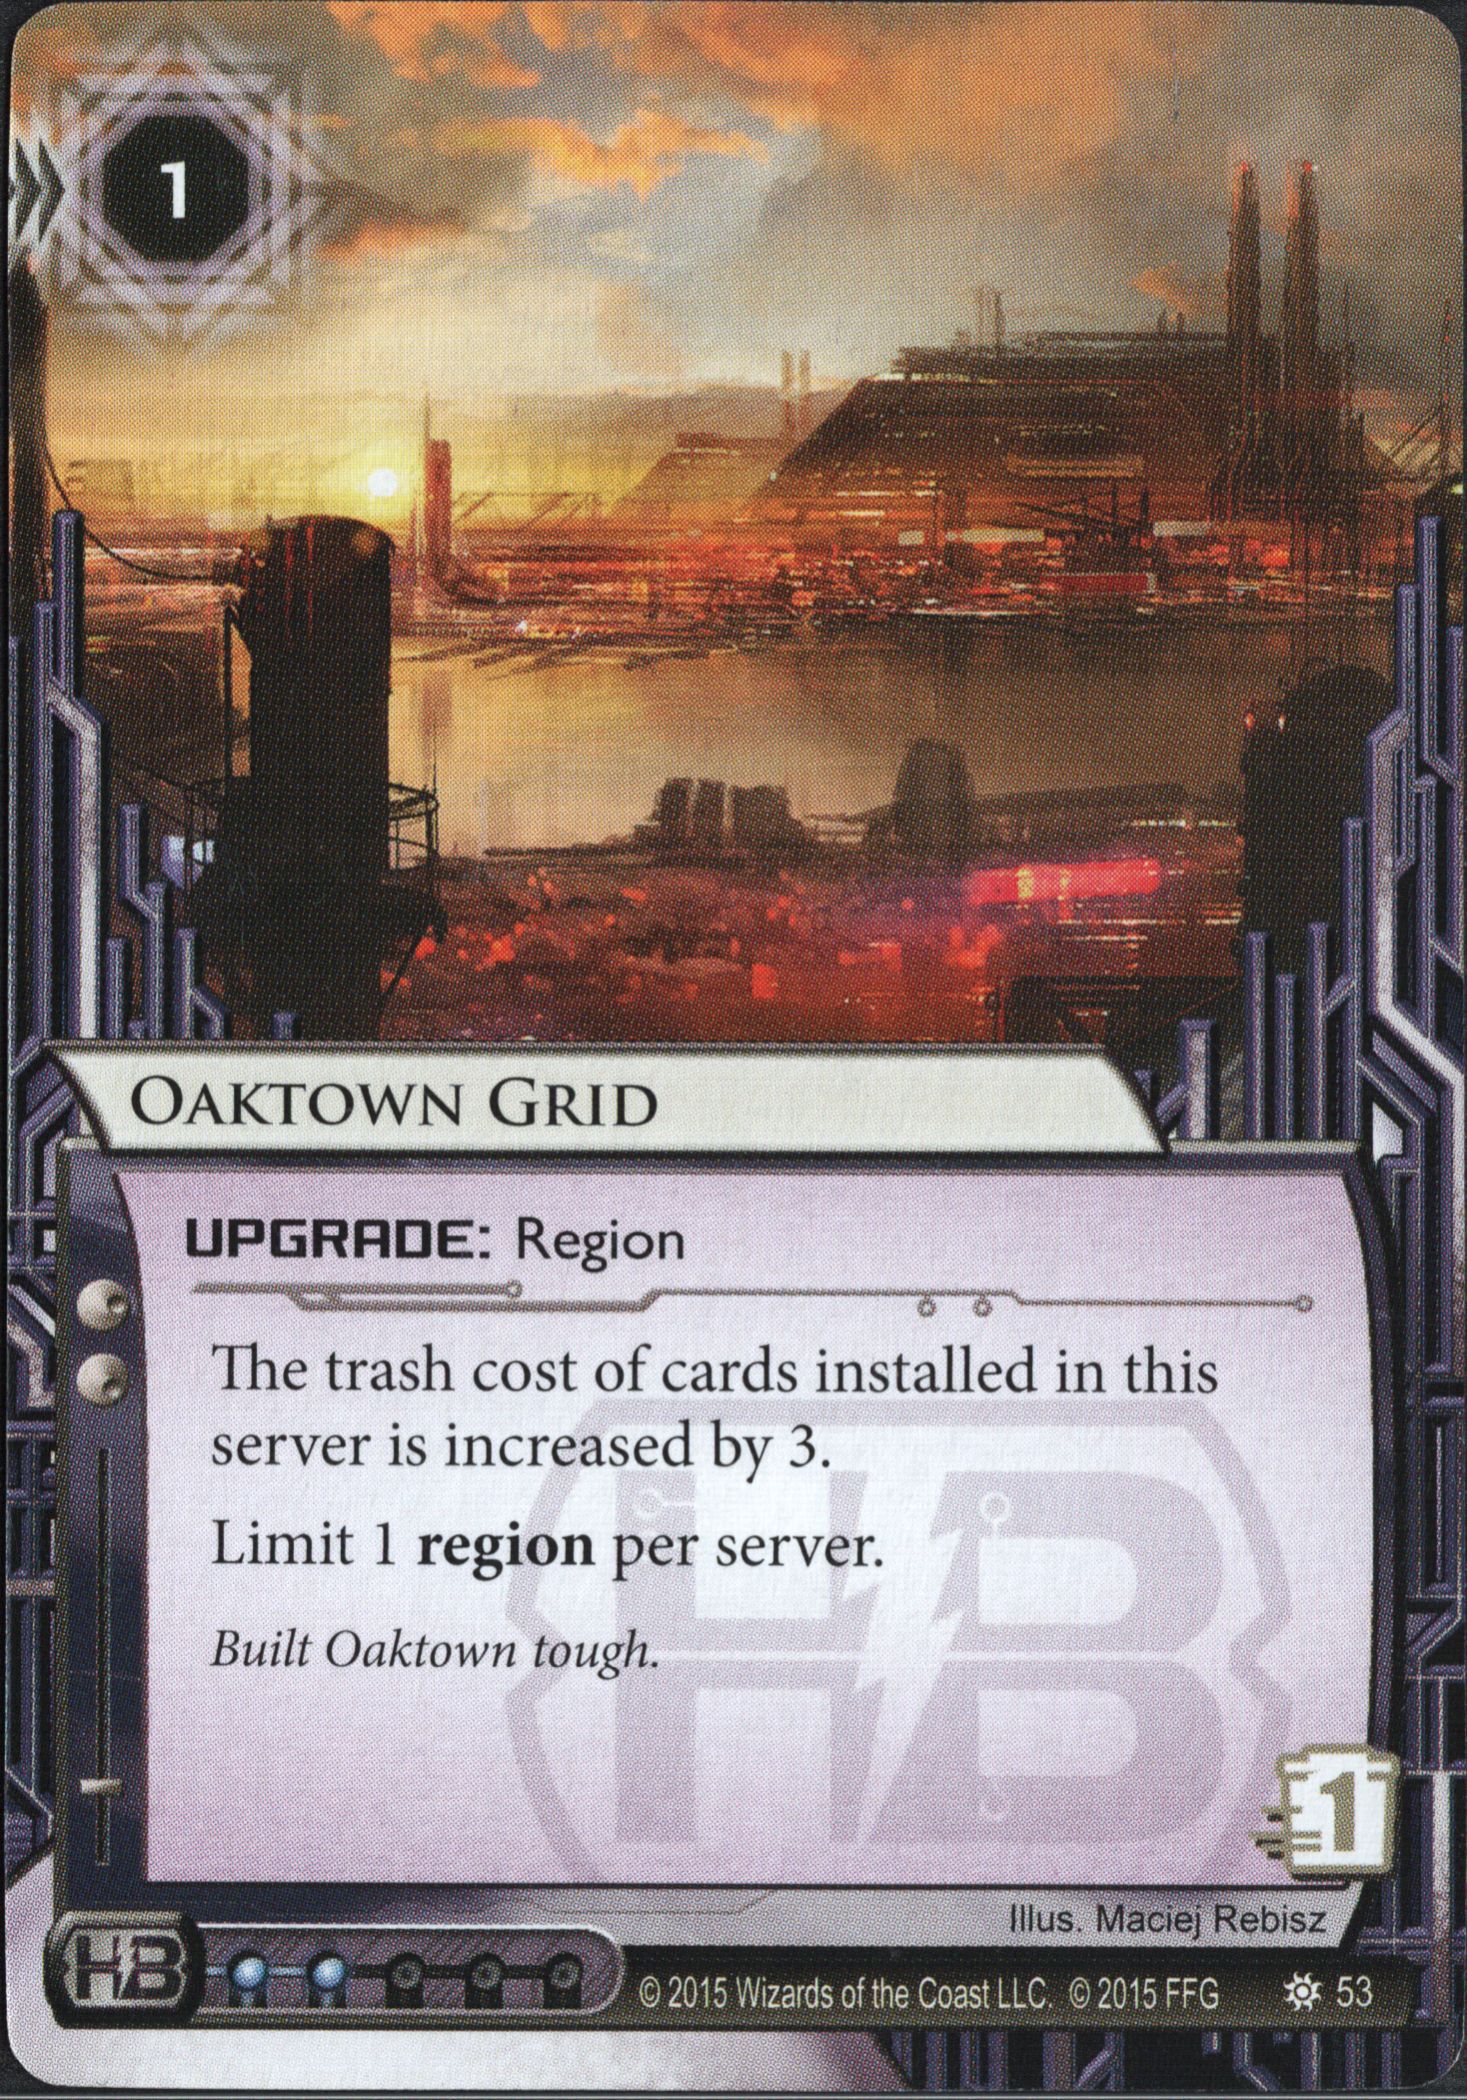 1
OAKTOWN GRID
UPGRADE: Region
The trash cost of cards installed in this
server is increased by 3.
Limit 1 region per server.
Built Oaktown tough.
1
Illus. Maciej Rebisz
HB
© 2015 Wizards of the Coast LLC. © 2015 FFG 53